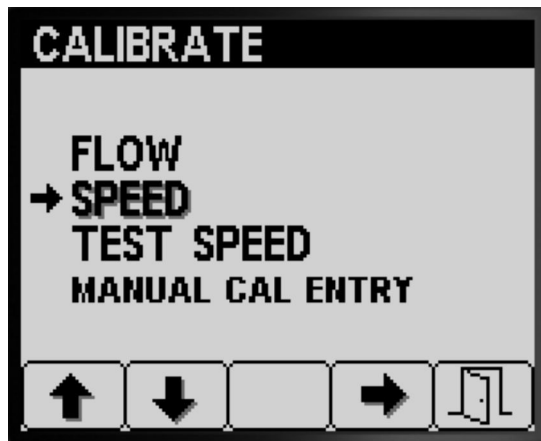 CALIBRATE
FLOW
SPEED
TEST SPEED
MANUAL CAL ENTRY